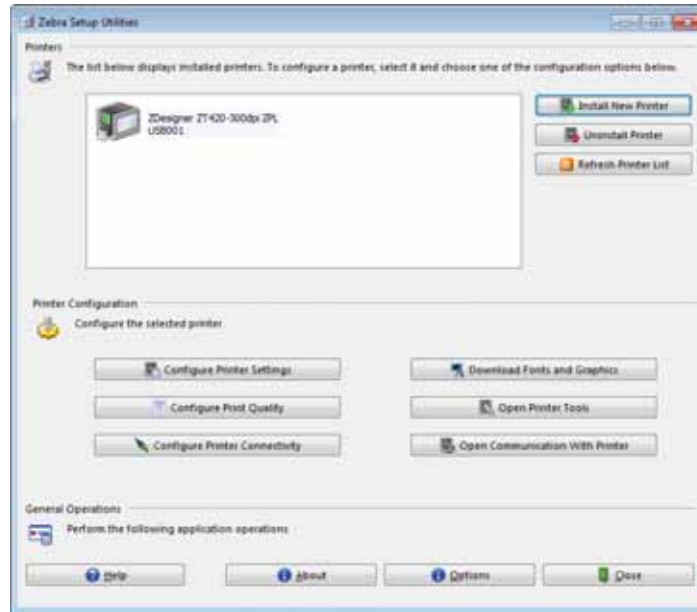 Zebra Setup Utilities
Printers
The list below displays installed printers. To configure a printer, select it and choose one of the configuration options below.
ZDesigner ZT420-300dpi ZPL
USB001
Install New Printer
Uninstall Printer
Refresh Printer List
Printer Configuration
Configure the selected printer
Configure Printer Settings
Download Fonts and Graphics
Configure Print Quality
Open Printer Tools
Configure Printer Connectivity
Open Communication With Printer
General Operations
Perform the following application operations
Help
About
Options
Close